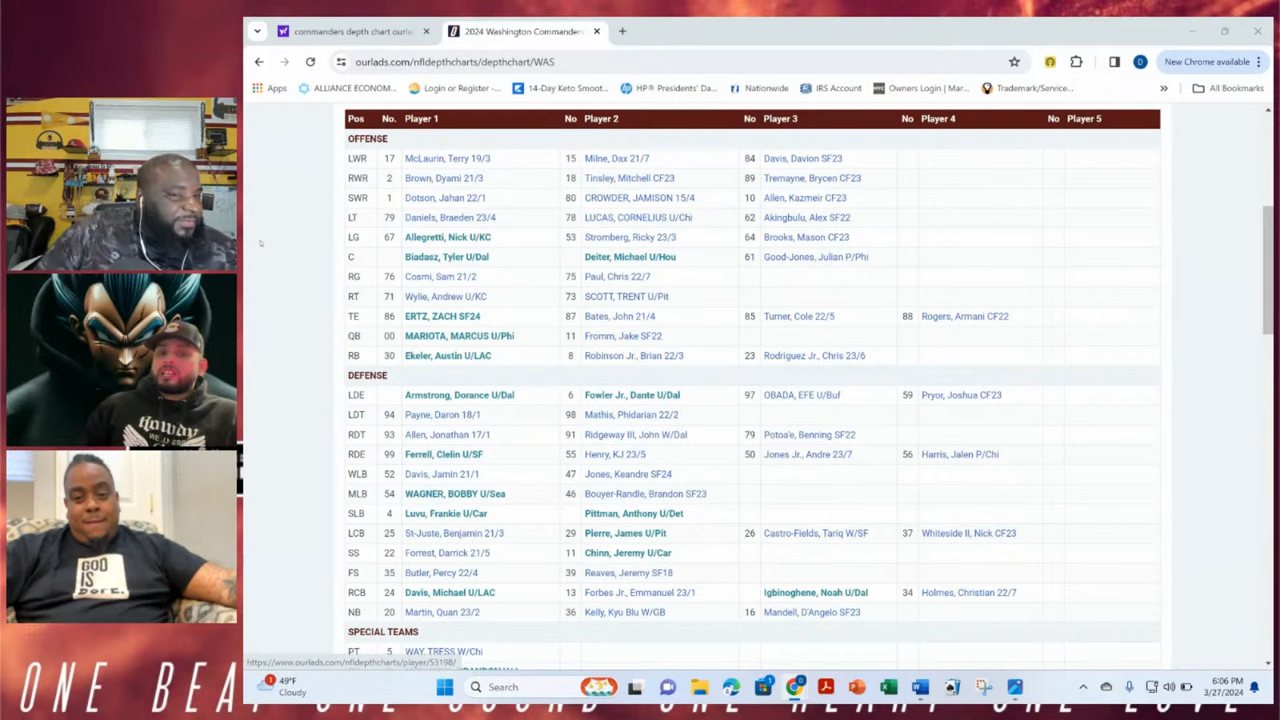 commanders depth chart ourla
2024 Washington Commander
ourlads.com/nfldepthcharts/depthchart/WAS
New Chrome available
Apps ALLIANCE ECONOM... Login or Register -... 14-Day Keto Smoot... HP® Presidents' Da... Nationwide IRS Account Owners Login | Mar... Trademark/Service... » All Bookmarks
Pos No. Player 1 No Player 2 No Player 3 No Player 4 No Player 5
OFFENSE
LWR 17 McLaurin, Terry 19/3 15 Milne, Dax 21/7 84 Davis, Davion SF23
RWR 2 Brown, Dyami 21/3 18 Tinsley, Mitchell CF23 89 Tremayne, Brycen CF23
SWR 1 Dotson, Jahan 22/1 80 CROWDER, JAMISON 15/4 10 Allen, Kazmeir CF23
LT 79 Daniels, Braeden 23/4 78 LUCAS, CORNELIUS U/Chi 62 Akingbulu, Alex SF22
LG 67 Allegretti, Nick U/KC 53 Stromberg, Ricky 23/3 64 Brooks, Mason CF23
C Biadasz, Tyler U/Dal Deiter, Michael U/Hou 61 Good-Jones, Julian P/Phi
RG 76 Cosmi, Sam 21/2 75 Paul, Chris 22/7
RT 71 Wylie, Andrew U/KC 73 SCOTT, TRENT U/Pit
TE 86 ERTZ, ZACH SF24 87 Bates, John 21/4 85 Turner, Cole 22/5 88 Rogers, Armani CF22
QB 00 MARIOTA, MARCUS U/Phi 11 Fromm, Jake SF22
RB 30 Ekeler, Austin U/LAC 8 Robinson Jr., Brian 22/3 23 Rodriguez Jr., Chris 23/6
DEFENSE
LDE Armstrong, Dorance U/Dal 6 Fowler Jr., Dante U/Dal 97 OBADA, EFE U/Buf 59 Pryor, Joshua CF23
LDT 94 Payne, Daron 18/1 98 Mathis, Phidarian 22/2
RDT 93 Allen, Jonathan 17/1 91 Ridgeway III, John W/Dal 79 Potoa'e, Benning SF22
RDE 99 Ferrell, Clelin U/SF 55 Henry, KJ 23/5 50 Jones Jr., Andre 23/7 56 Harris, Jalen P/Chi
WLB 52 Davis, Jamin 21/1 47 Jones, Keandre SF24
MLB 54 WAGNER, BOBBY U/Sea 46 Bouyer-Randle, Brandon SF23
SLB 4 Luvu, Frankie U/Car Pittman, Anthony U/Det
LCB 25 St-Juste, Benjamin 21/3 29 Pierre, James U/Pit 26 Castro-Fields, Tariq W/SF 37 Whiteside II, Nick CF23
SS 22 Forrest, Darrick 21/5 11 Chinn, Jeremy U/Car
FS 35 Butler, Percy 22/4 39 Reaves, Jeremy SF18
RCB 24 Davis, Michael U/LAC 13 Forbes Jr., Emmanuel 23/1 Igbinoghene, Noah U/Dal 34 Holmes, Christian 22/7
NB 20 Martin, Quan 23/2 36 Kelly, Kyu Blu W/GB 16 Mandell, D'Angelo SF23
SPECIAL TEAMS
PT 5 WAY, TRESS W/Chi
https://www.ourlads.com/nfldepthcharts/player/53198/
GOD
IS
DOPE.
49°F
Cloudy
Search
6:06 PM
3/27/2024
ONE BEA